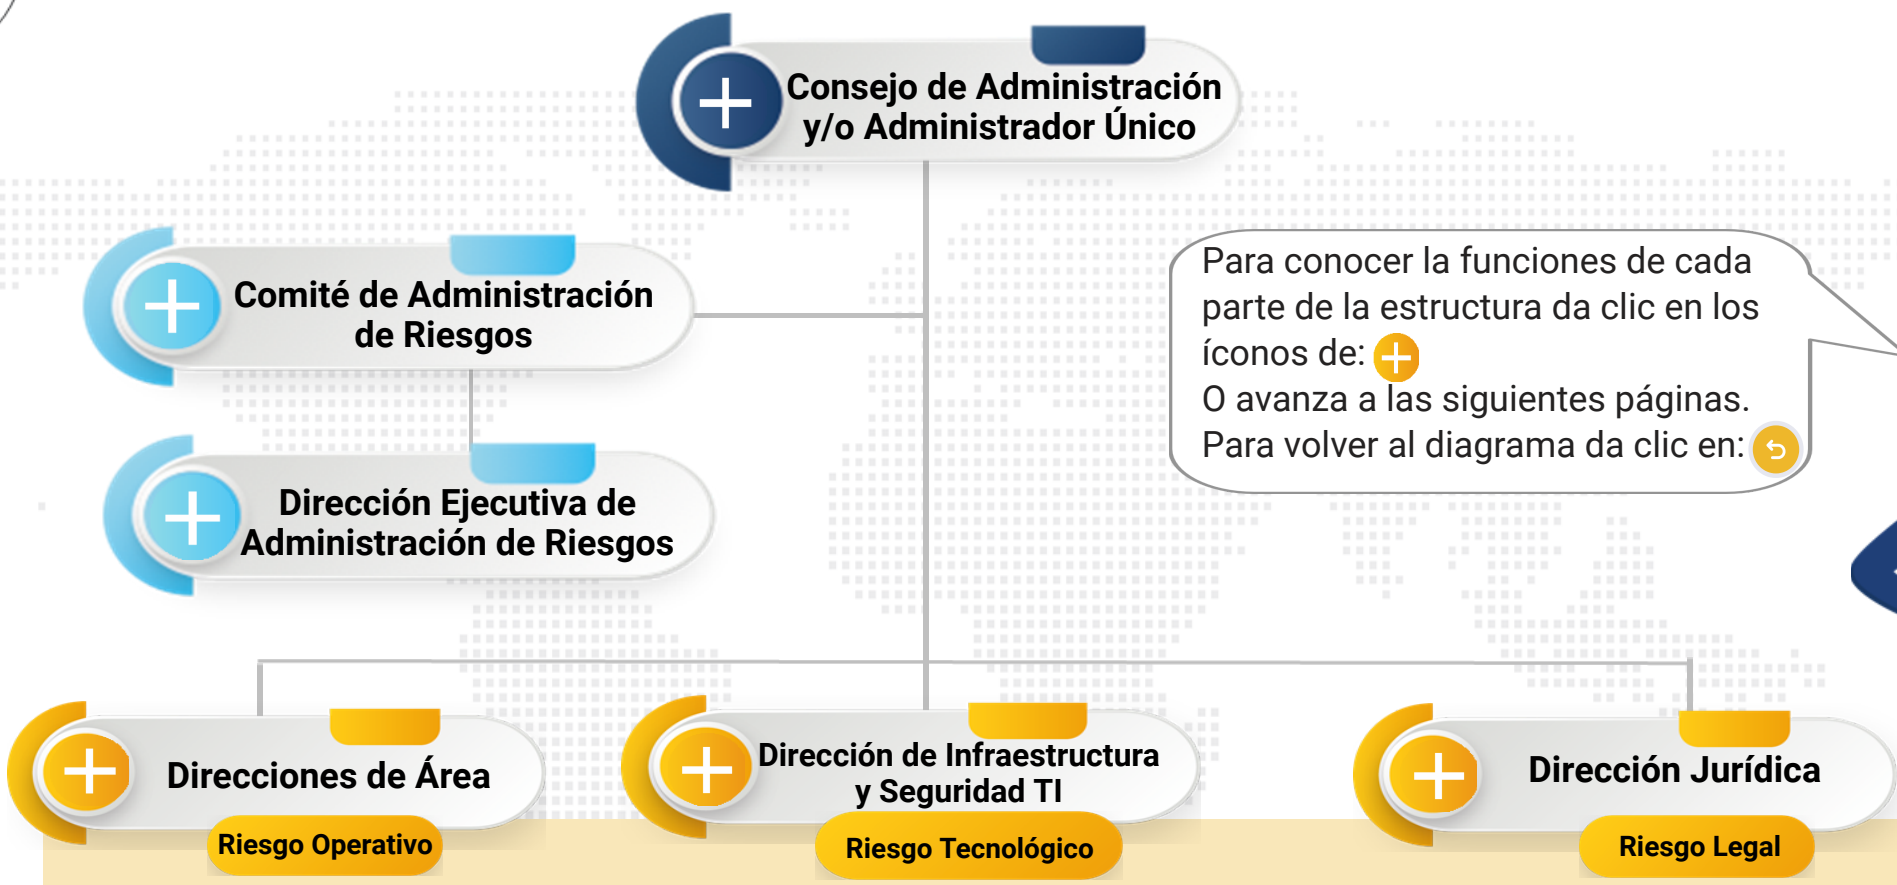 Consejo de Administración
y/o Administrador Único
Comité de Administración
de Riesgos
Para conocer la funciones de cada
parte de la estructura da clic en los
íconos de:
O avanza a las siguientes páginas.
Para volver al diagrama da clic en:
Dirección Ejecutiva de
Administración de Riesgos
Direcciones de Área
Riesgo Operativo
Dirección de Infraestructura
y Seguridad TI
Riesgo Tecnológico
Dirección Jurídica
Riesgo Legal